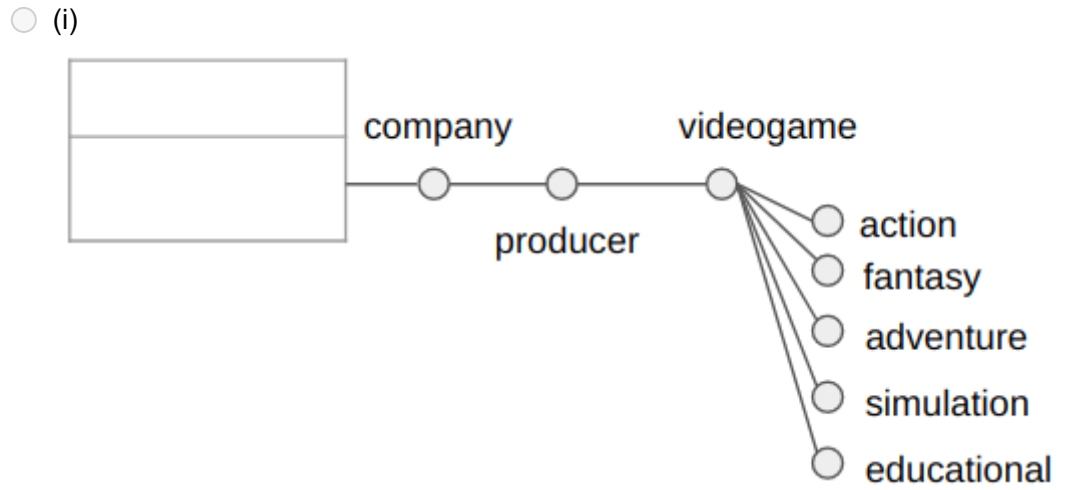 (i)
company
videogame
producer
action
fantasy
adventure
simulation
educational